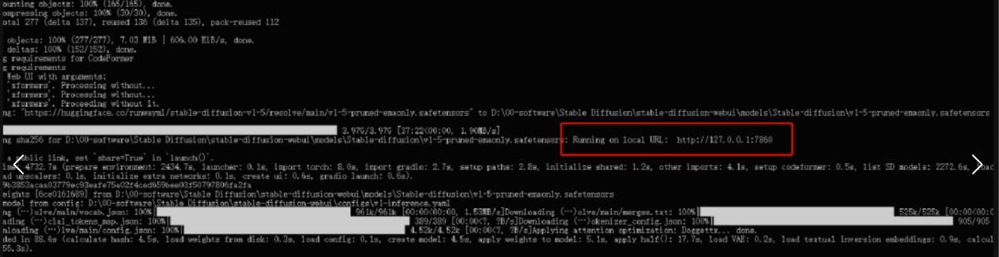 ounting objects: 100% (165/165), done.
ompressing objects: 100% (30/30), done.
otal 277 (delta 137), reused 136 (delta 135), pack-reused 112
objects: 100% (277/277), 7.03 MiB | 606.00 KiB/s, done.
deltas: 100% (152/152), done.
g requirements for CodeFormer
g requirements
Web UI with arguments:
'xformers'. Processing without...
'xformers'. Processing without...
'xformers'. Proceeding without it.
ng: "https://huggingface.co/runwayml/stable-diffusion-v1-5/resolve/main/v1-5-pruned-emaonly.safetensors" to D:\00-software\Stable Diffusion\stable-diffusion-webui\models\Stable-diffusion\v1-5-pruned-emaonly.safetensors
3.97G/3.97G [37:22<00:00, 1.90MB/s]
ng sha256 for D:\00-software\Stable Diffusion\stable-diffusion-webui\models\Stable-diffusion\v1-5-pruned-emaonly.safetensors: Running on local URL: http://127.0.0.1:7860
a public link, set `share=True` in `launch()`.
ime 4732.7s (prepare environment: 2434.7s, launcher: 0.1s, import torch: 8.0s, import gradio: 2.7s, setup paths: 2.8s, initialize shared: 1.2s, other imports: 4.1s, setup codeformer: 0.5s, list SD models: 2272.6s, load
ad upscalers: 0.1s, initialize extra networks: 0.1s, create ui: 0.6s, gradio launch: 0.6s).
9b3853acaa03779ec93eafe75a02f4ced659bee03f50797806fa2fa
eights [6ce0161689] from D:\00-software\Stable Diffusion\stable-diffusion-webui\models\Stable-diffusion\v1-5-pruned-emaonly.safetensors
model from config: D:\00-software\Stable Diffusion\stable-diffusion-webui\configs\v1-inference.yaml
ng (…)olve/main/vocab.json: 100%| 961k/961k [00:00<00:00, 1.53MB/s]Downloading (…)olve/main/merges.txt: 100%| 525k/525k [00:00<00:0
ading (…)cial_tokens_map.json: 100%| 389/389 [00:00<?, ?B/s]Downloading (…)okenizer_config.json: 100%| 905/905
nloading (…)lve/main/config.json: 100%| 4.52k/4.52k [00:00<?, ?B/s]Applying attention optimization: Doggettx... done.
ded in 88.6s (calculate hash: 4.5s, load weights from disk: 0.3s, load config: 0.1s, create model: 4.5s, apply weights to model: 5.1s, apply half(): 17.7s, load VAE: 0.2s, load textual inversion embeddings: 0.9s, calcul
55.3s).